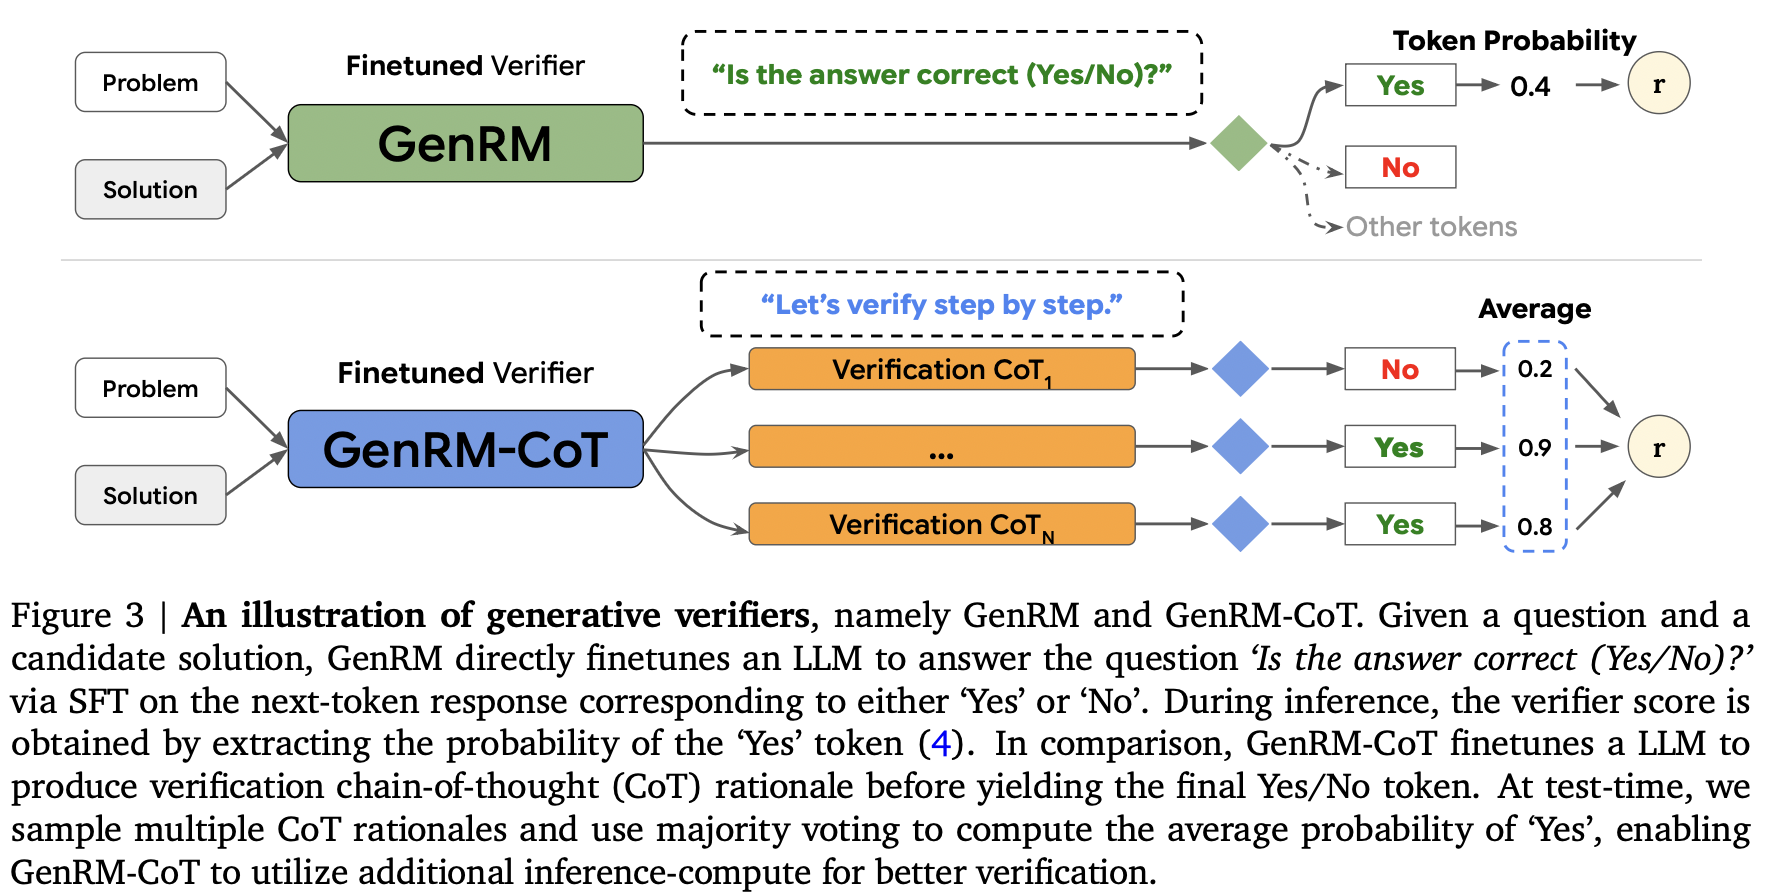 Token Probability
Problem
Finetuned Verifier
“Is the answer correct (Yes/No)?”
Yes
0.4
r
GenRM
No
Solution
Other tokens
“Let’s verify step by step.”
Average
Problem
Finetuned Verifier
Verification CoT1
No
0.2
GenRM-CoT
...
Yes
0.9
r
Solution
Verification CoTN
Yes
0.8
Figure 3 | An illustration of generative verifiers, namely GenRM and GenRM-CoT. Given a question and a
candidate solution, GenRM directly finetunes an LLM to answer the question ‘Is the answer correct (Yes/No)?’
via SFT on the next-token response corresponding to either ‘Yes’ or ‘No’. During inference, the verifier score is
obtained by extracting the probability of the ‘Yes’ token (4). In comparison, GenRM-CoT finetunes a LLM to
produce verification chain-of-thought (CoT) rationale before yielding the final Yes/No token. At test-time, we
sample multiple CoT rationales and use majority voting to compute the average probability of ‘Yes’, enabling
GenRM-CoT to utilize additional inference-compute for better verification.